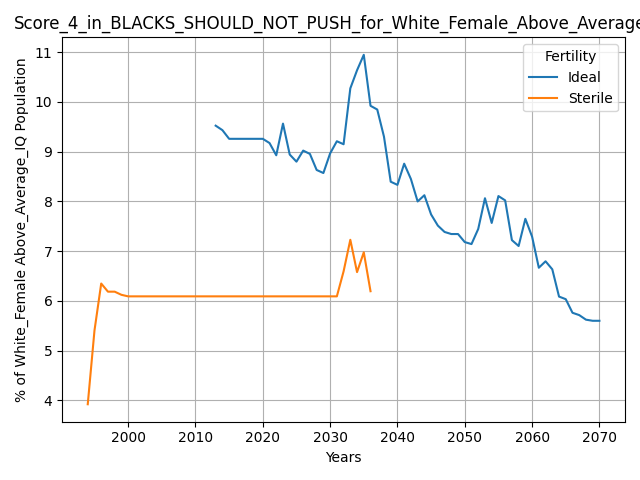 Score_4_in_BLACKS_SHOULD_NOT_PUSH_for_White_Female_Above_Average
Fertility
Ideal
Sterile
% of White_Female Above_Average_IQ Population
11
10
9
8
7
6
5
4
2000 2010 2020 2030 2040 2050 2060 2070
Years